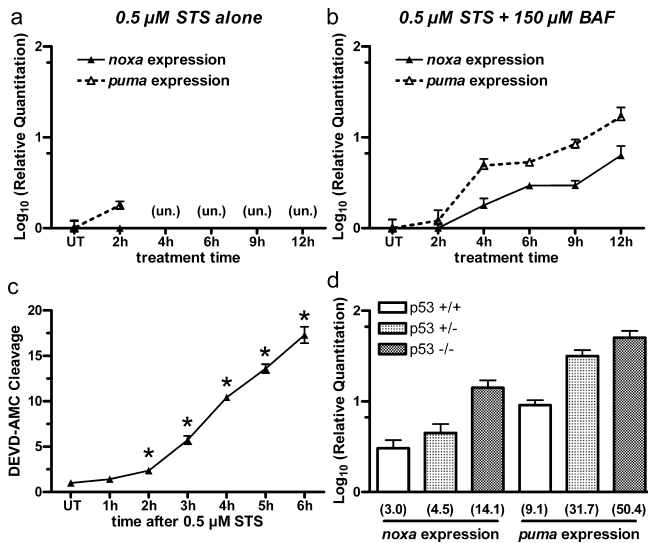 a
0.5 µM STS alone
Log10 (Relative Quantitation)
2
1
0
noxa expression
puma expression
(un.) (un.) (un.) (un.)
UT 2h 4h 6h 9h 12h
treatment time
b
0.5 µM STS + 150 µM BAF
Log10 (Relative Quantitation)
2
1
0
noxa expression
puma expression
UT 2h 4h 6h 9h 12h
treatment time
c
DEVD-AMC Cleavage
20
15
10
5
0
* * * * *
UT 1h 2h 3h 4h 5h 6h
time after 0.5 µM STS
d
Log10 (Relative Quantitation)
2
1
0
p53 +/+
p53 +/-
p53 -/-
(3.0) (4.5) (14.1) (9.1) (31.7) (50.4)
noxa expression puma expression